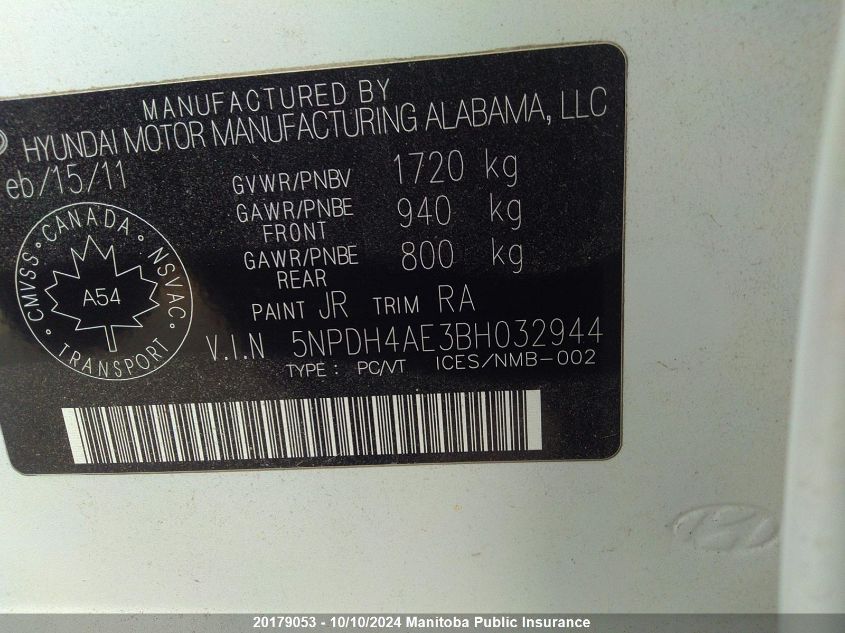 MANUFACTURED BY
HYUNDAI MOTOR MANUFACTURING ALABAMA, LLC
eb/15/11
GVWR/PNBV 1720 kg
GAWR/PNBE FRONT 940 kg
GAWR/PNBE REAR 800 kg
PAINT JR TRIM RA
V.I.N 5NPDH4AE3BH032944
TYPE : PC/VT ICES/NMB-002
CMVSS · CANADA · NSVAC
A54
TRANSPORT
20179053 - 10/10/2024 Manitoba Public Insurance